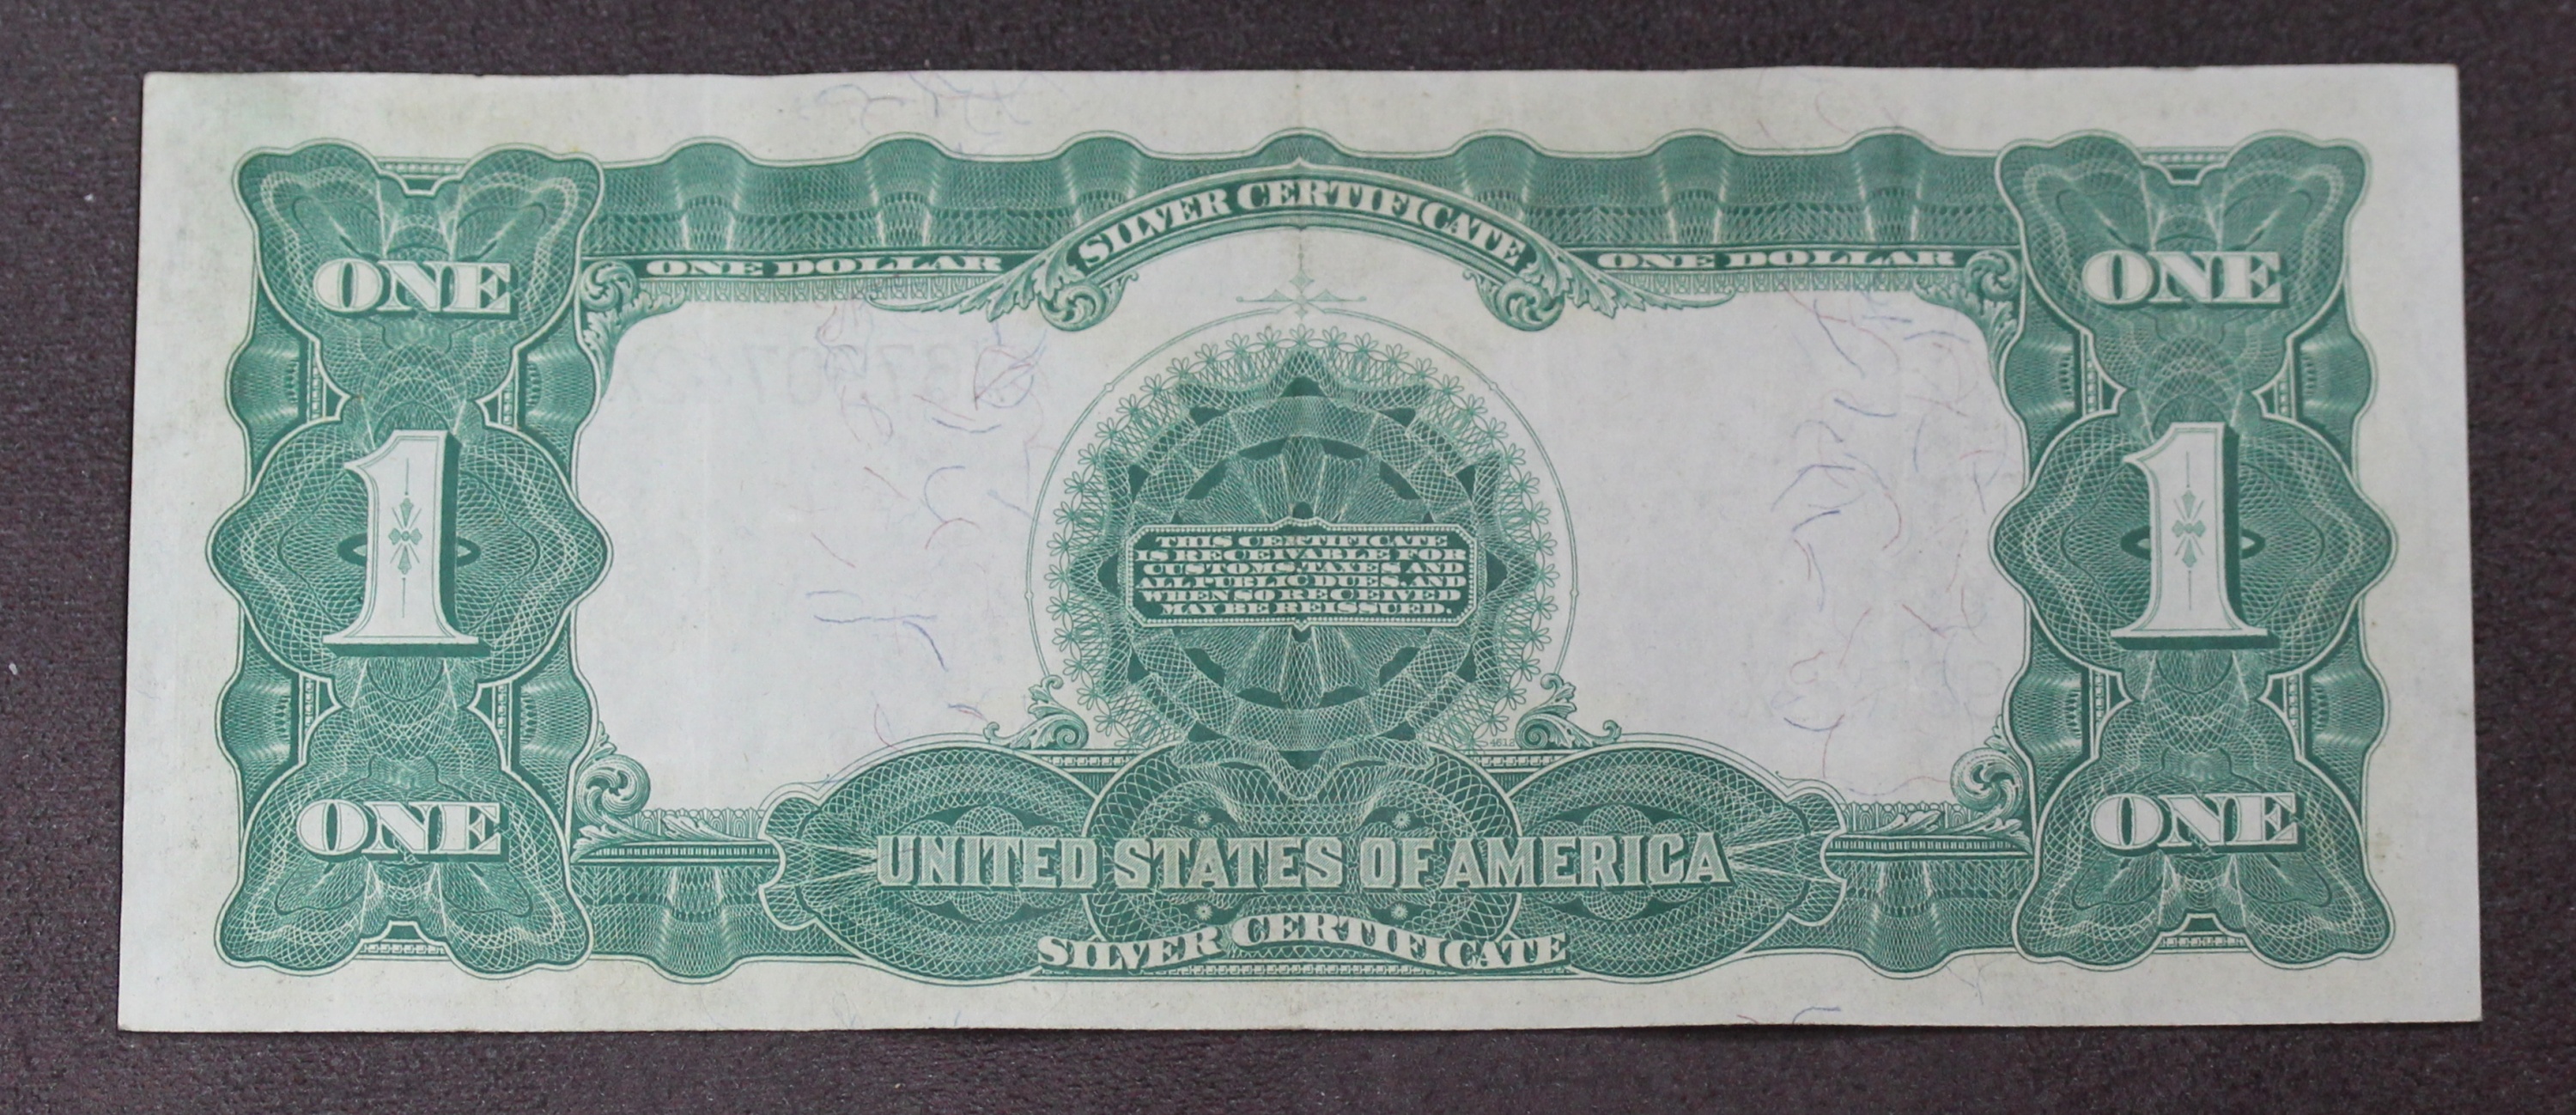 SILVER CERTIFICATE
ONE DOLLAR
ONE DOLLAR
ONE
ONE
1
1
THIS CERTIFICATE
IS RECEIVABLE FOR
CUSTOMS, TAXES, AND
ALL PUBLIC DUES, AND
WHEN SO RECEIVED
MAY BE REISSUED.
4613
ONE
ONE
UNITED STATES OF AMERICA
SILVER CERTIFICATE